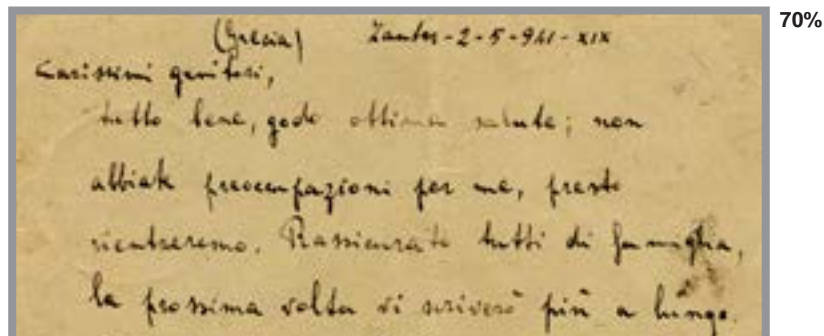 (Grecia) Zante, - 2 - 5 - 941 - XIX
Carissimi genitori,
tutto bene, godo ottima salute; non
abbiate preoccupazioni per me, presto
rientreremo. Rassicurate tutti di famiglia,
la prossima volta vi scriverò più a lungo.
70%